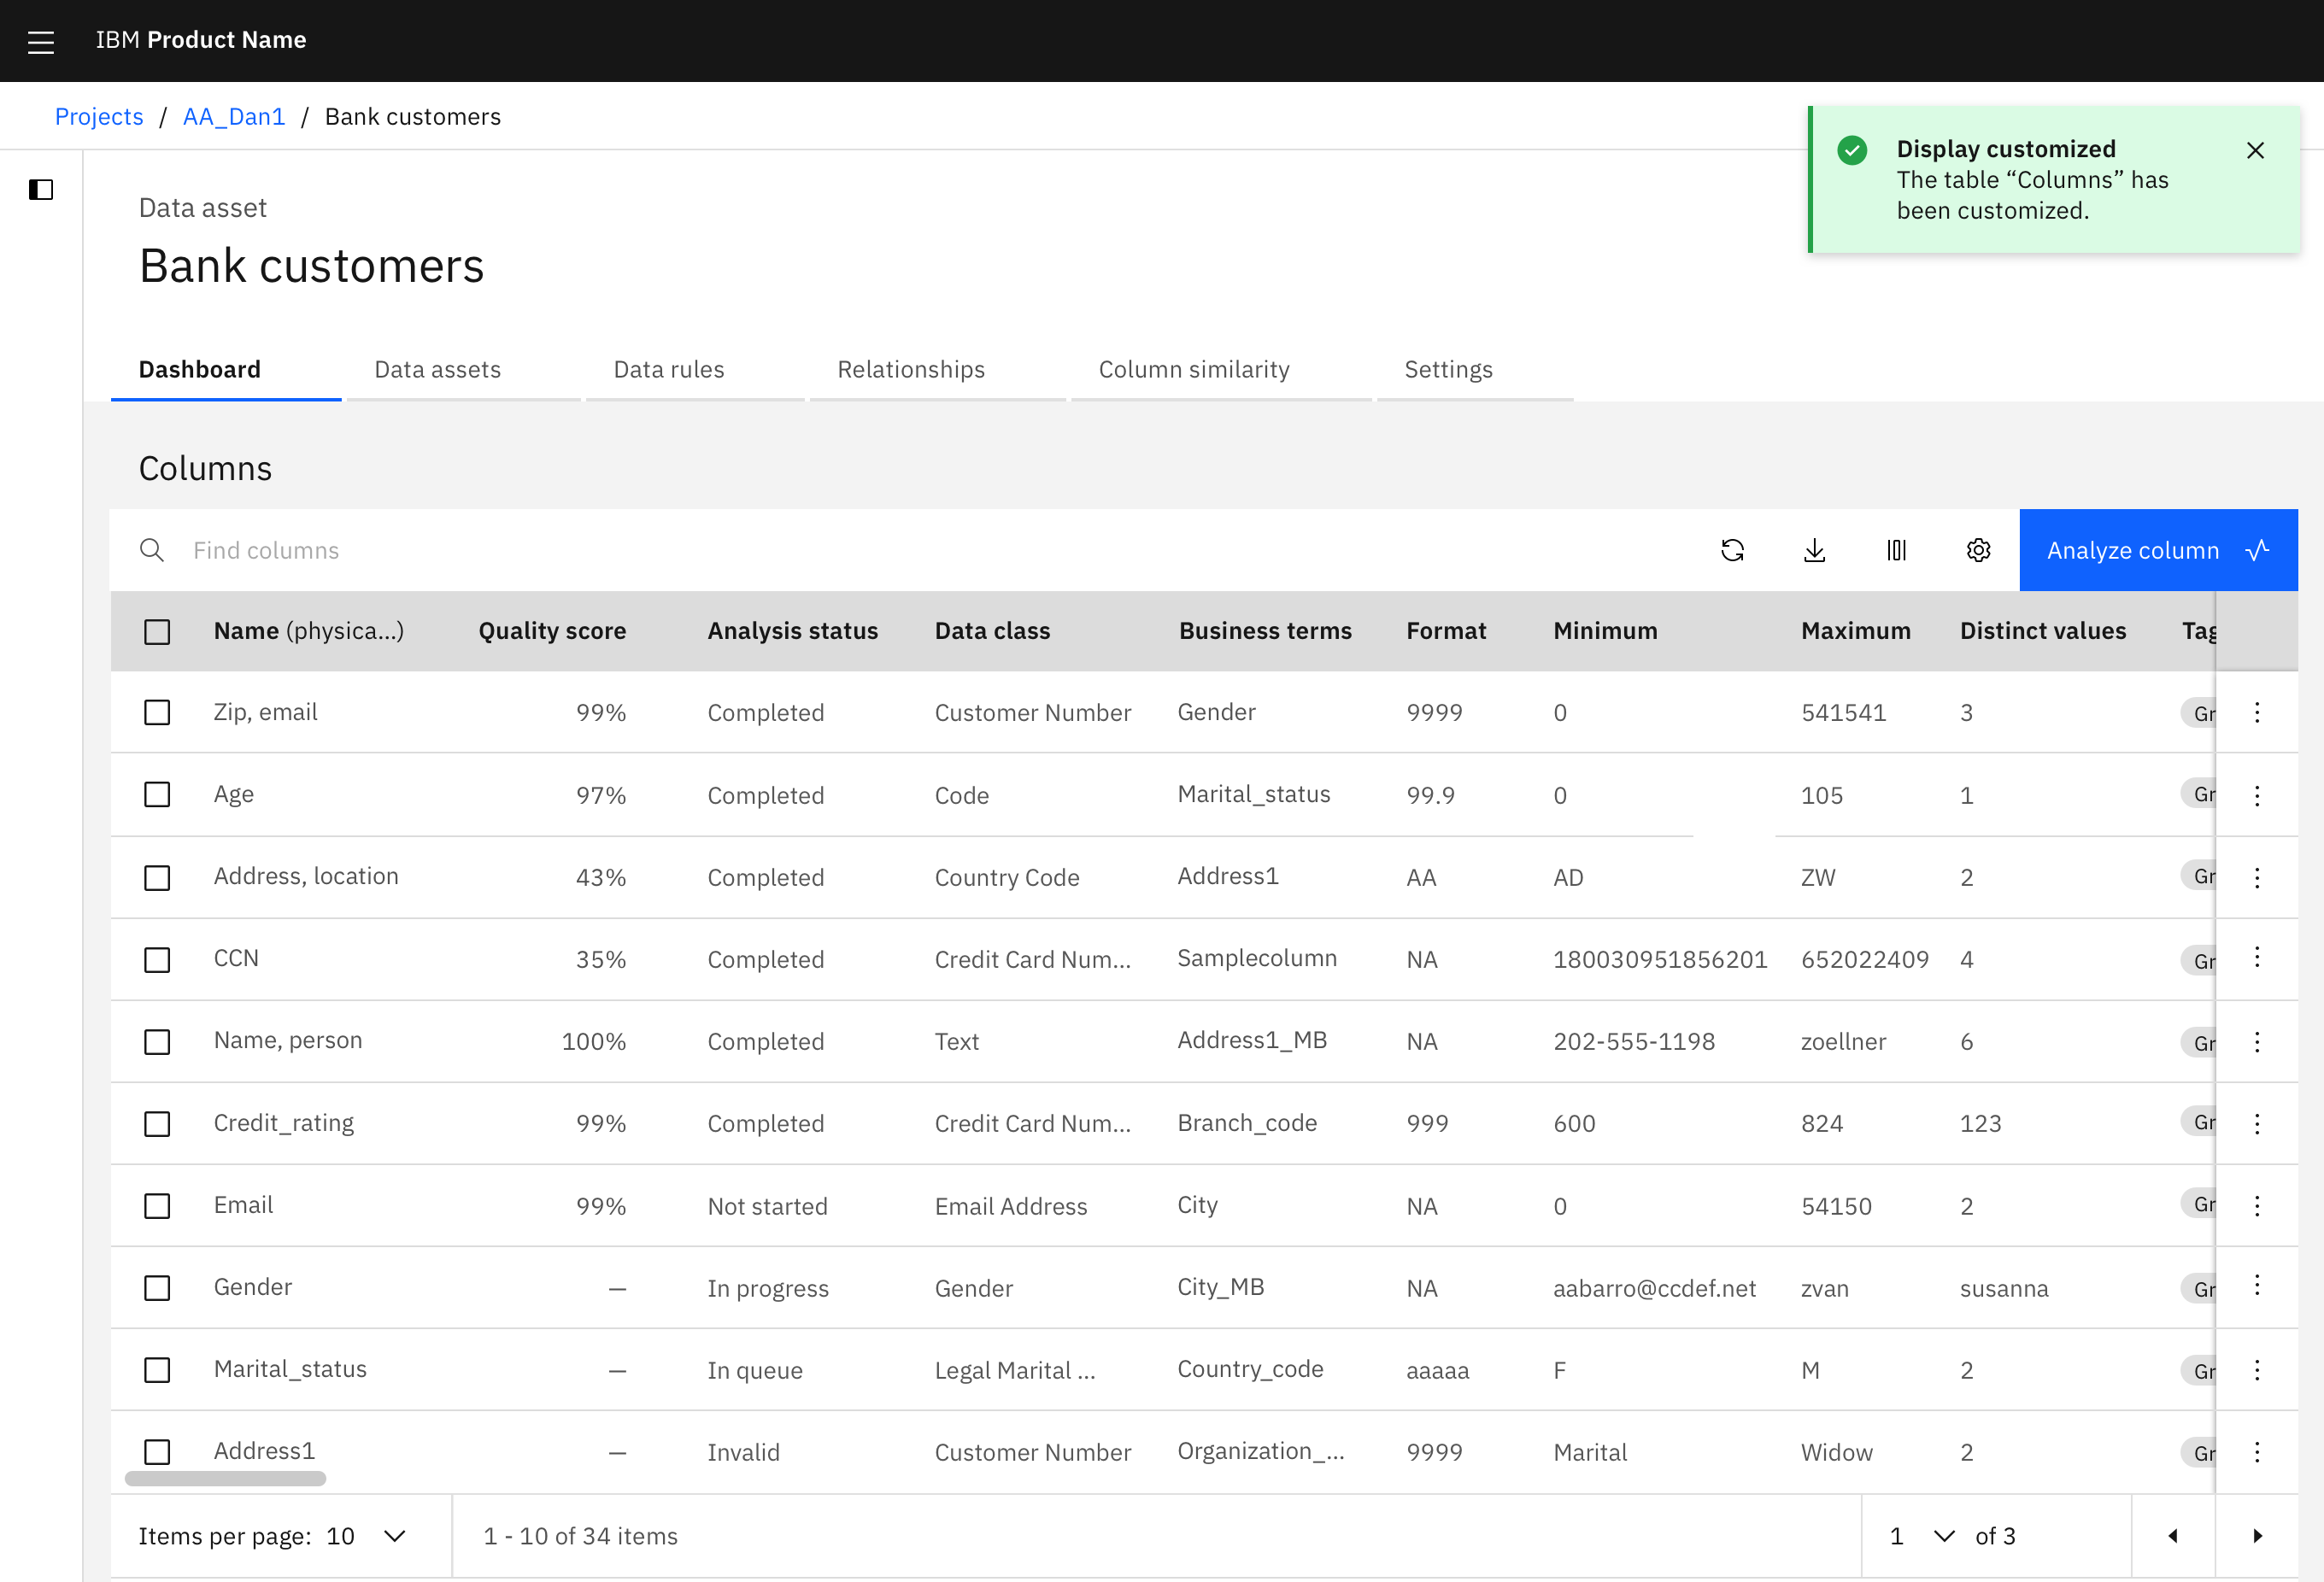 IBM Product Name
Projects / AA_Dan1 / Bank customers
Display customized
The table “Columns” has
been customized.
Data asset
Bank customers
Dashboard Data assets Data rules Relationships Column similarity Settings
Columns
Find columns Analyze column
Name (physica...) Quality score Analysis status Data class Business terms Format Minimum Maximum Distinct values Tag
Zip, email 99% Completed Customer Number Gender 9999 0 541541 3 Gr
Age 97% Completed Code Marital_status 99.9 0 105 1 Gr
Address, location 43% Completed Country Code Address1 AA AD ZW 2 Gr
CCN 35% Completed Credit Card Num... Samplecolumn NA 180030951856201 652022409 4 Gr
Name, person 100% Completed Text Address1_MB NA 202-555-1198 zoellner 6 Gr
Credit_rating 99% Completed Credit Card Num... Branch_code 999 600 824 123 Gr
Email 99% Not started Email Address City NA 0 54150 2 Gr
Gender — In progress Gender City_MB NA aabarro@ccdef.net zvan susanna Gr
Marital_status — In queue Legal Marital ... Country_code aaaaa F M 2 Gr
Address1 — Invalid Customer Number Organization_... 9999 Marital Widow 2 Gr
Items per page: 10 1 - 10 of 34 items 1 of 3